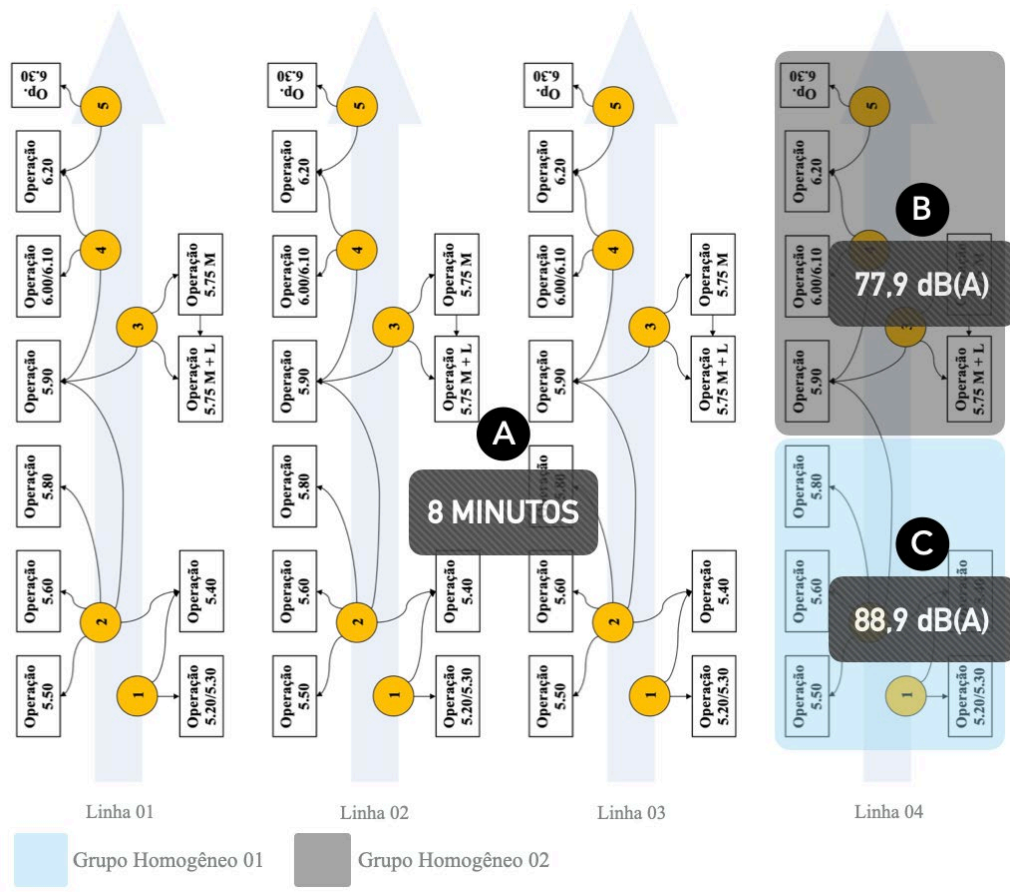 Op.
6.30
5
Operação
6.20
4
Operação
6.00/6.10
Operação
5.75 M
3
Operação
5.90
Operação
5.75 M + L
Operação
5.80
Operação
5.60
2
Operação
5.40
Operação
5.50
1
Operação
5.20/5.30
Linha 01
Op.
6.30
5
Operação
6.20
4
Operação
6.00/6.10
Operação
5.75 M
3
Operação
5.90
Operação
5.75 M + L
Operação
5.80
Operação
5.60
2
Operação
5.40
Operação
5.50
1
Operação
5.20/5.30
Linha 02
A
8 MINUTOS
Op.
6.30
5
Operação
6.20
4
Operação
6.00/6.10
Operação
5.75 M
3
Operação
5.90
Operação
5.75 M + L
Operação
5.60
2
Operação
5.40
Operação
5.50
1
Operação
5.20/5.30
Linha 03
Op.
6.30
5
Operação
6.20
B
77,9 dB(A)
Operação
6.00/6.10
3
Operação
5.90
Operação
5.75 M + L
Operação
5.80
C
88,9 dB(A)
Operação
5.60
Operação
5.50
1
Operação
5.20/5.30
Linha 04
Grupo Homogêneo 01
Grupo Homogêneo 02